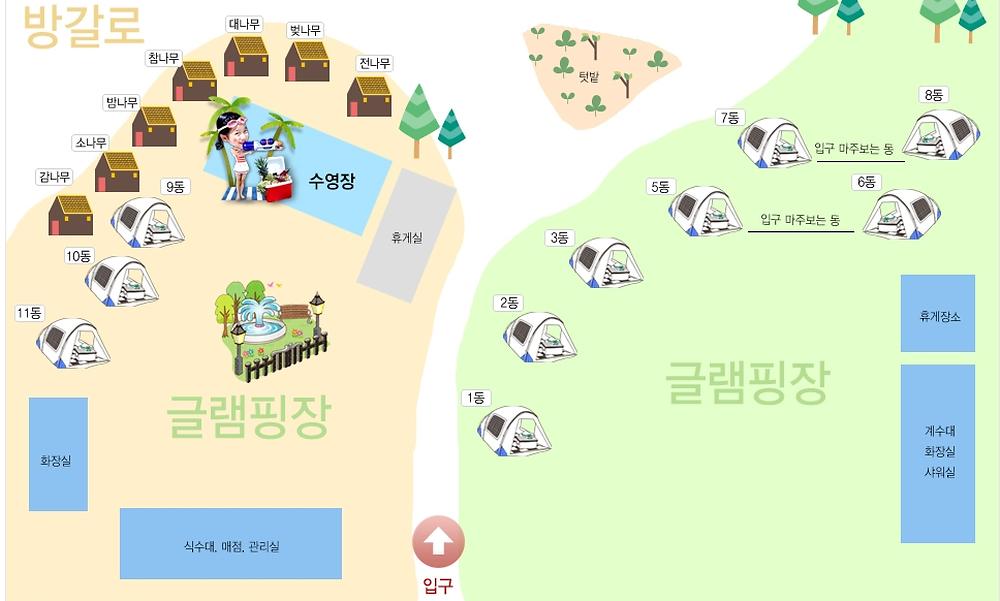 방갈로
대나무
벚나무
참나무
전나무
밤나무
소나무
감나무
9동
10동
11동
수영장
휴게실
텃밭
8동
7동
입구 마주보는 동
6동
5동
입구 마주보는 동
3동
2동
1동
휴게장소
글램핑장
글램핑장
계수대
화장실
샤워실
화장실
식수대, 매점, 관리실
입구